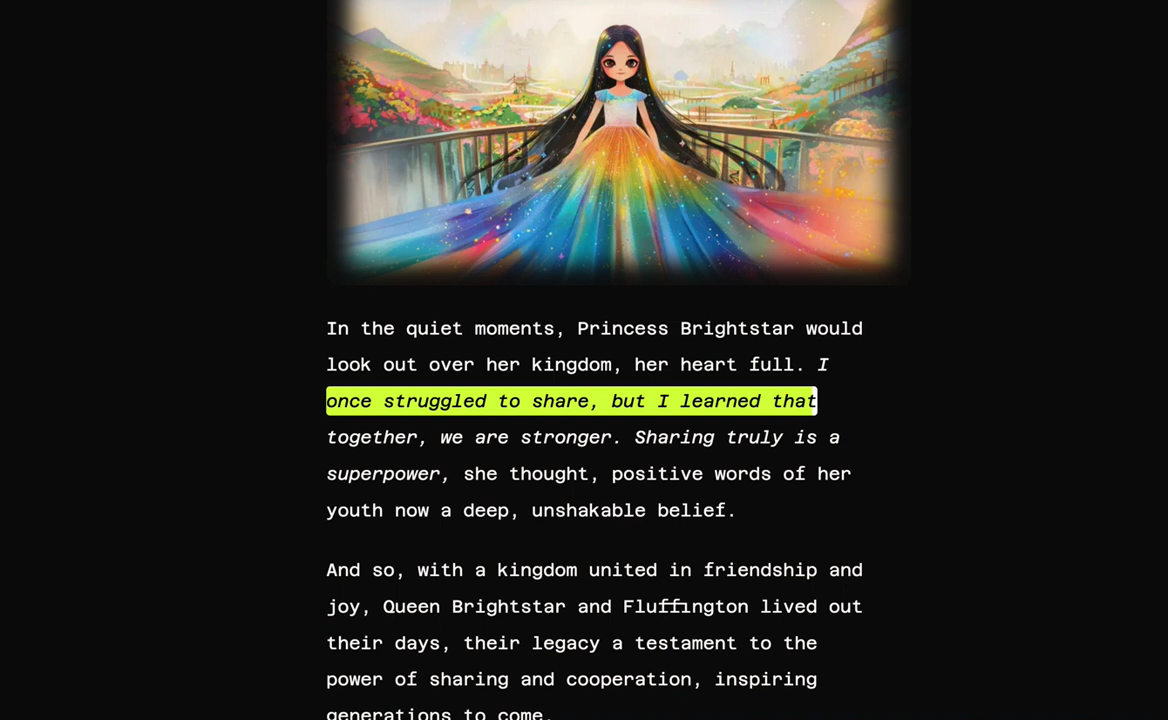 In the quiet moments, Princess Brightstar would
look out over her kingdom, her heart full. I
once struggled to share, but I learned that
together, we are stronger. Sharing truly is a
superpower, she thought, positive words of her
youth now a deep, unshakable belief.
And so, with a kingdom united in friendship and
joy, Queen Brightstar and Fluffington lived out
their days, their legacy a testament to the
power of sharing and cooperation, inspiring
generations to come.